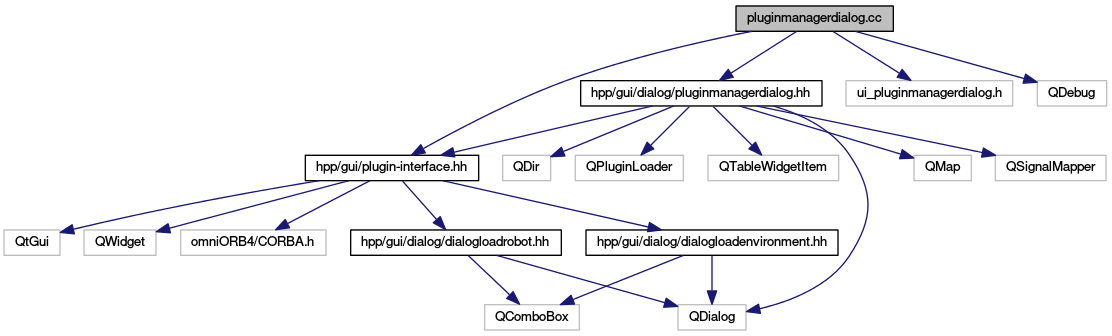 pluginmanagerdialog.cc
hpp/gui/dialog/pluginmanagerdialog.hh
ui_pluginmanagerdialog.h
QDebug
hpp/gui/plugin-interface.hh
QDir
QPluginLoader
QTableWidgetItem
QMap
QSignalMapper
QtGui
QWidget
omniORB4/CORBA.h
hpp/gui/dialog/dialogloadrobot.hh
hpp/gui/dialog/dialogloadenvironment.hh
QComboBox
QDialog